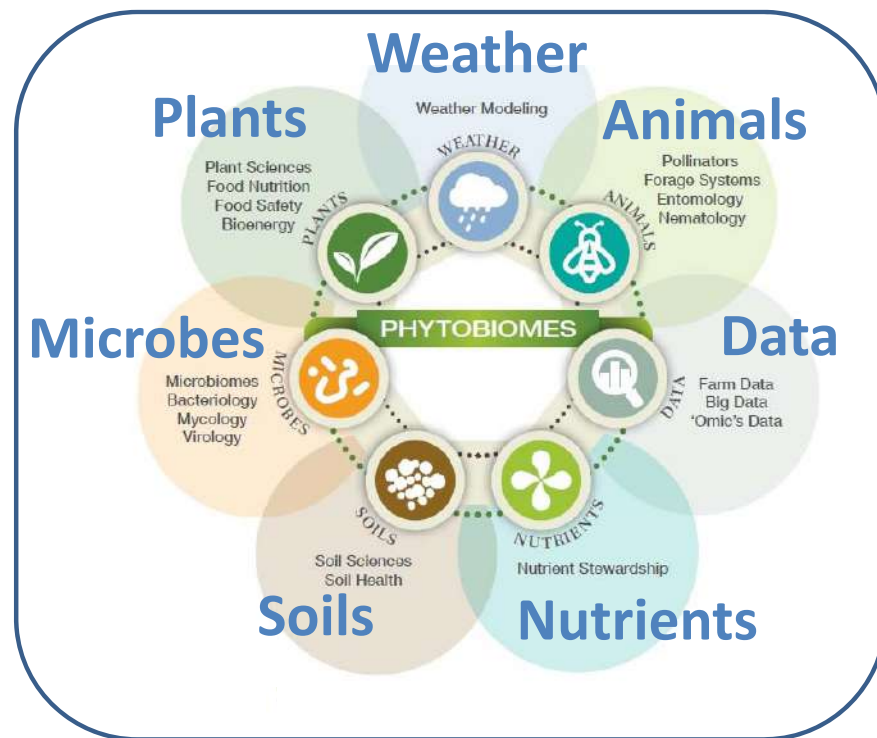 Weather
Weather Modeling
WEATHER
Plants
Plant Sciences
Food Nutrition
Food Safety
Bioenergy
PLANTS
Animals
Pollinators
Forage Systems
Entomology
Nematology
ANIMALS
PHYTOBIOMES
Microbes
Microbiomes
Bacteriology
Mycology
Virology
MICROBES
Data
Farm Data
Big Data
'Omic's Data
DATA
SOILS
Soil Sciences
Soil Health
Soils
NUTRIENTS
Nutrient Stewardship
Nutrients